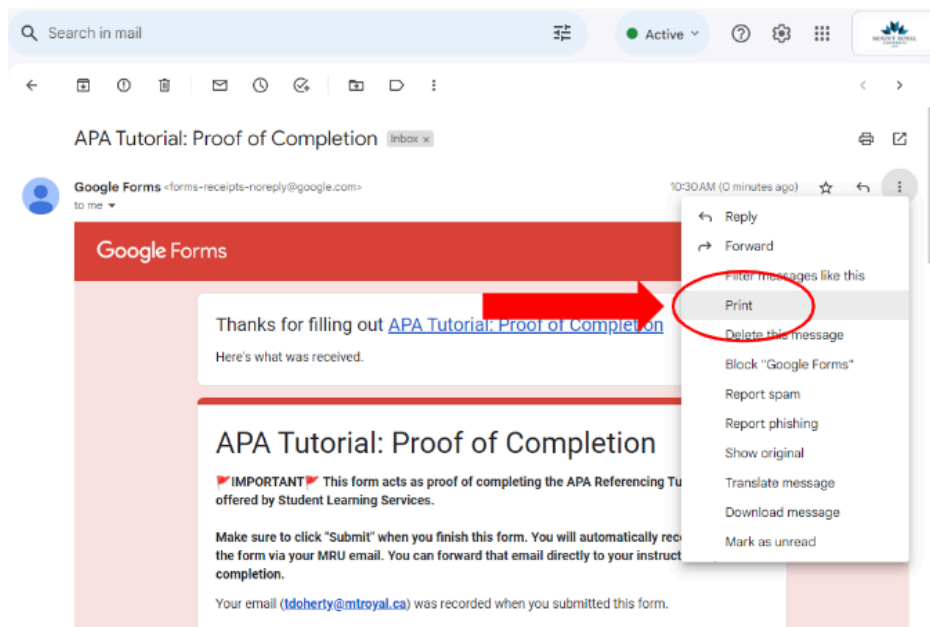 Search in mail
Active
MOUNT ROYAL
UNIVERSITY
APA Tutorial: Proof of Completion Inbox ×
Google Forms <forms-receipts-noreply@google.com>
10:30 AM (0 minutes ago)
to me
Google Forms
Thanks for filling out APA Tutorial: Proof of Completion
Here's what was received.
APA Tutorial: Proof of Completion
🚩IMPORTANT🚩 This form acts as proof of completing the APA Referencing Tu
offered by Student Learning Services.
Make sure to click "Submit" when you finish this form. You will automatically rec
the form via your MRU email. You can forward that email directly to your instruct
completion.
Your email (tdoherty@mtroyal.ca) was recorded when you submitted this form.
Reply
Forward
Filter messages like this
Print
Delete this message
Block "Google Forms"
Report spam
Report phishing
Show original
Translate message
Download message
Mark as unread